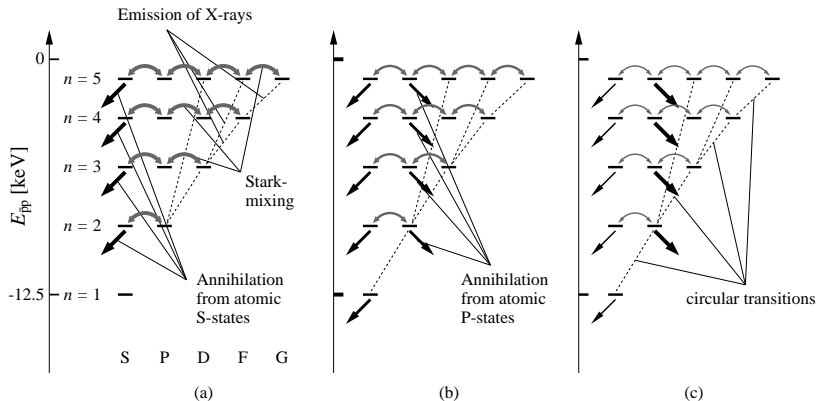 Emission of X-rays
0
n = 5
n = 4
n = 3
n = 2
n = 1
-12.5
E p̄p [keV]
Stark-
mixing
Annihilation
from atomic
S-states
S P D F G
(a)
Annihilation
from atomic
P-states
(b)
circular transitions
(c)